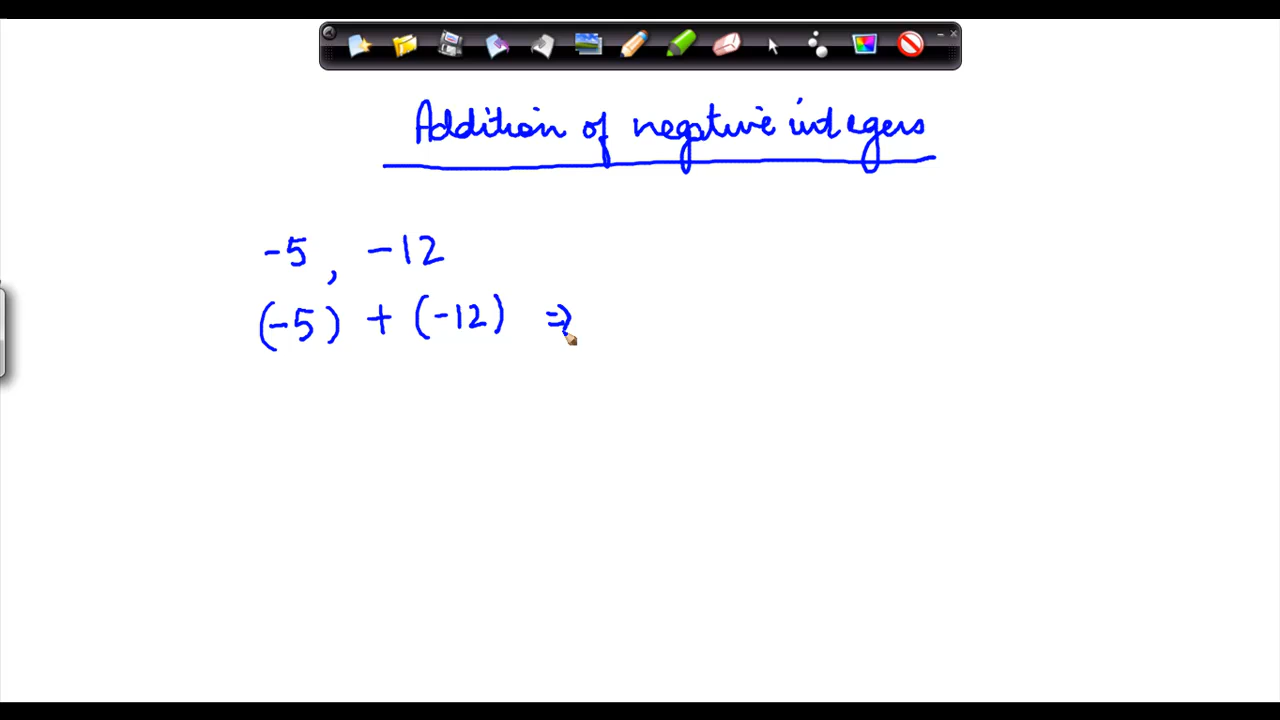 Addition of negative integers
-5, -12
(-5) + (-12) ⇒